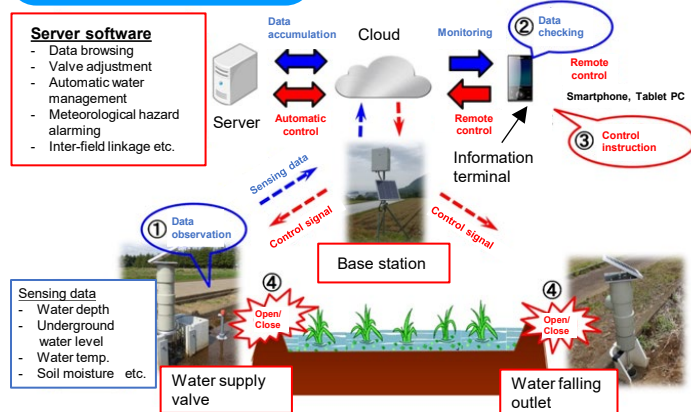 Server software
- Data browsing
- Valve adjustment
- Automatic water
management
- Meteorological hazard
alarming
- Inter-field linkage etc.
Data
accumulation
Cloud
Monitoring
② Data
checking
Remote
control
Smartphone, Tablet PC
Server
Automatic
control
Remote
control
③ Control
instruction
Information
terminal
Sensing data
Control signal
Control signal
① Data
observation
Base station
Sensing data
- Water depth
- Underground
water level
- Water temp.
- Soil moisture etc.
④
Open/
Close
④
Open/
Close
Water supply
valve
Water falling
outlet